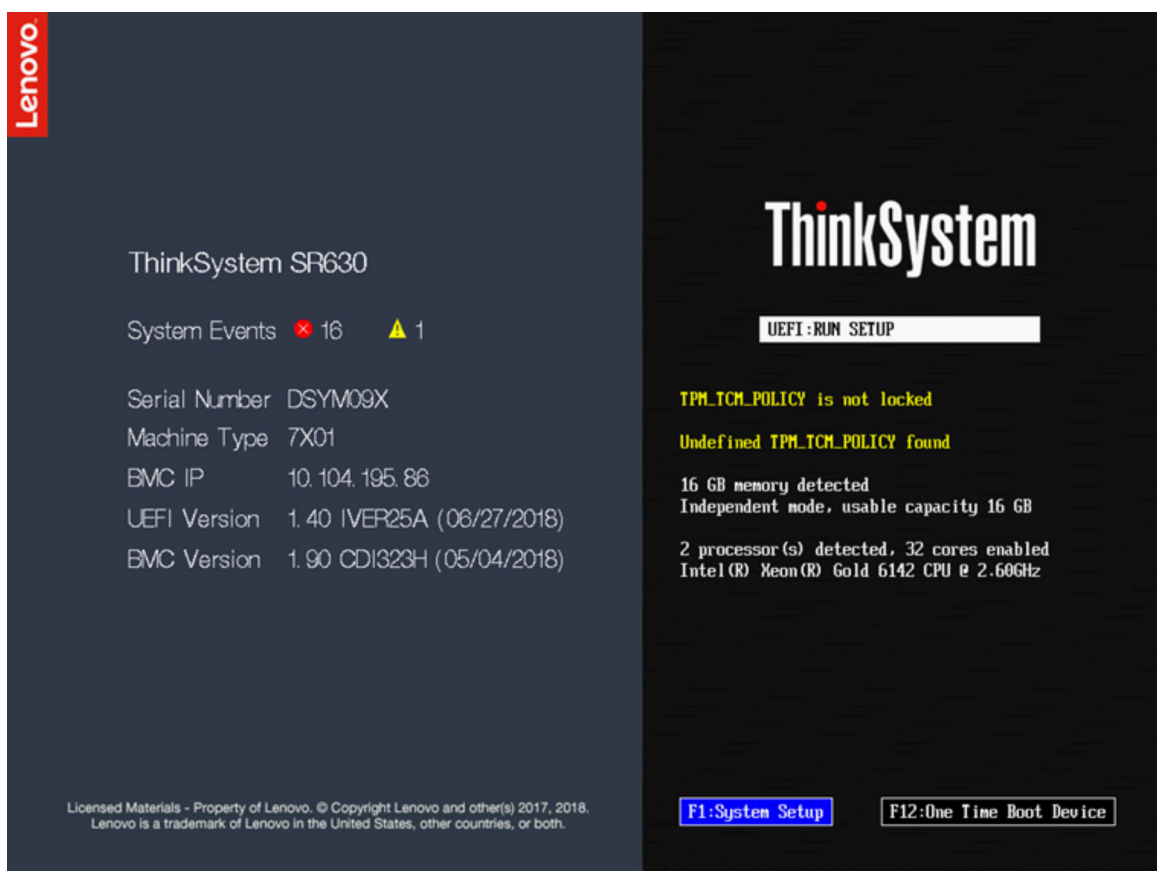 Lenovo
ThinkSystem SR630
System Events 16 1
Serial Number DSYM09X
Machine Type 7X01
BMC IP 10.104.195.86
UEFI Version 1.40 IVER25A (06/27/2018)
BMC Version 1.90 CDI323H (05/04/2018)
Licensed Materials - Property of Lenovo. © Copyright Lenovo and other(s) 2017, 2018.
Lenovo is a trademark of Lenovo in the United States, other countries, or both.
ThinkSystem
UEFI:RUN SETUP
TPM_TCM_POLICY is not locked
Undefined TPM_TCM_POLICY found
16 GB memory detected
Independent mode, usable capacity 16 GB
2 processor(s) detected, 32 cores enabled
Intel(R) Xeon(R) Gold 6142 CPU @ 2.60GHz
F1:System Setup
F12:One Time Boot Device